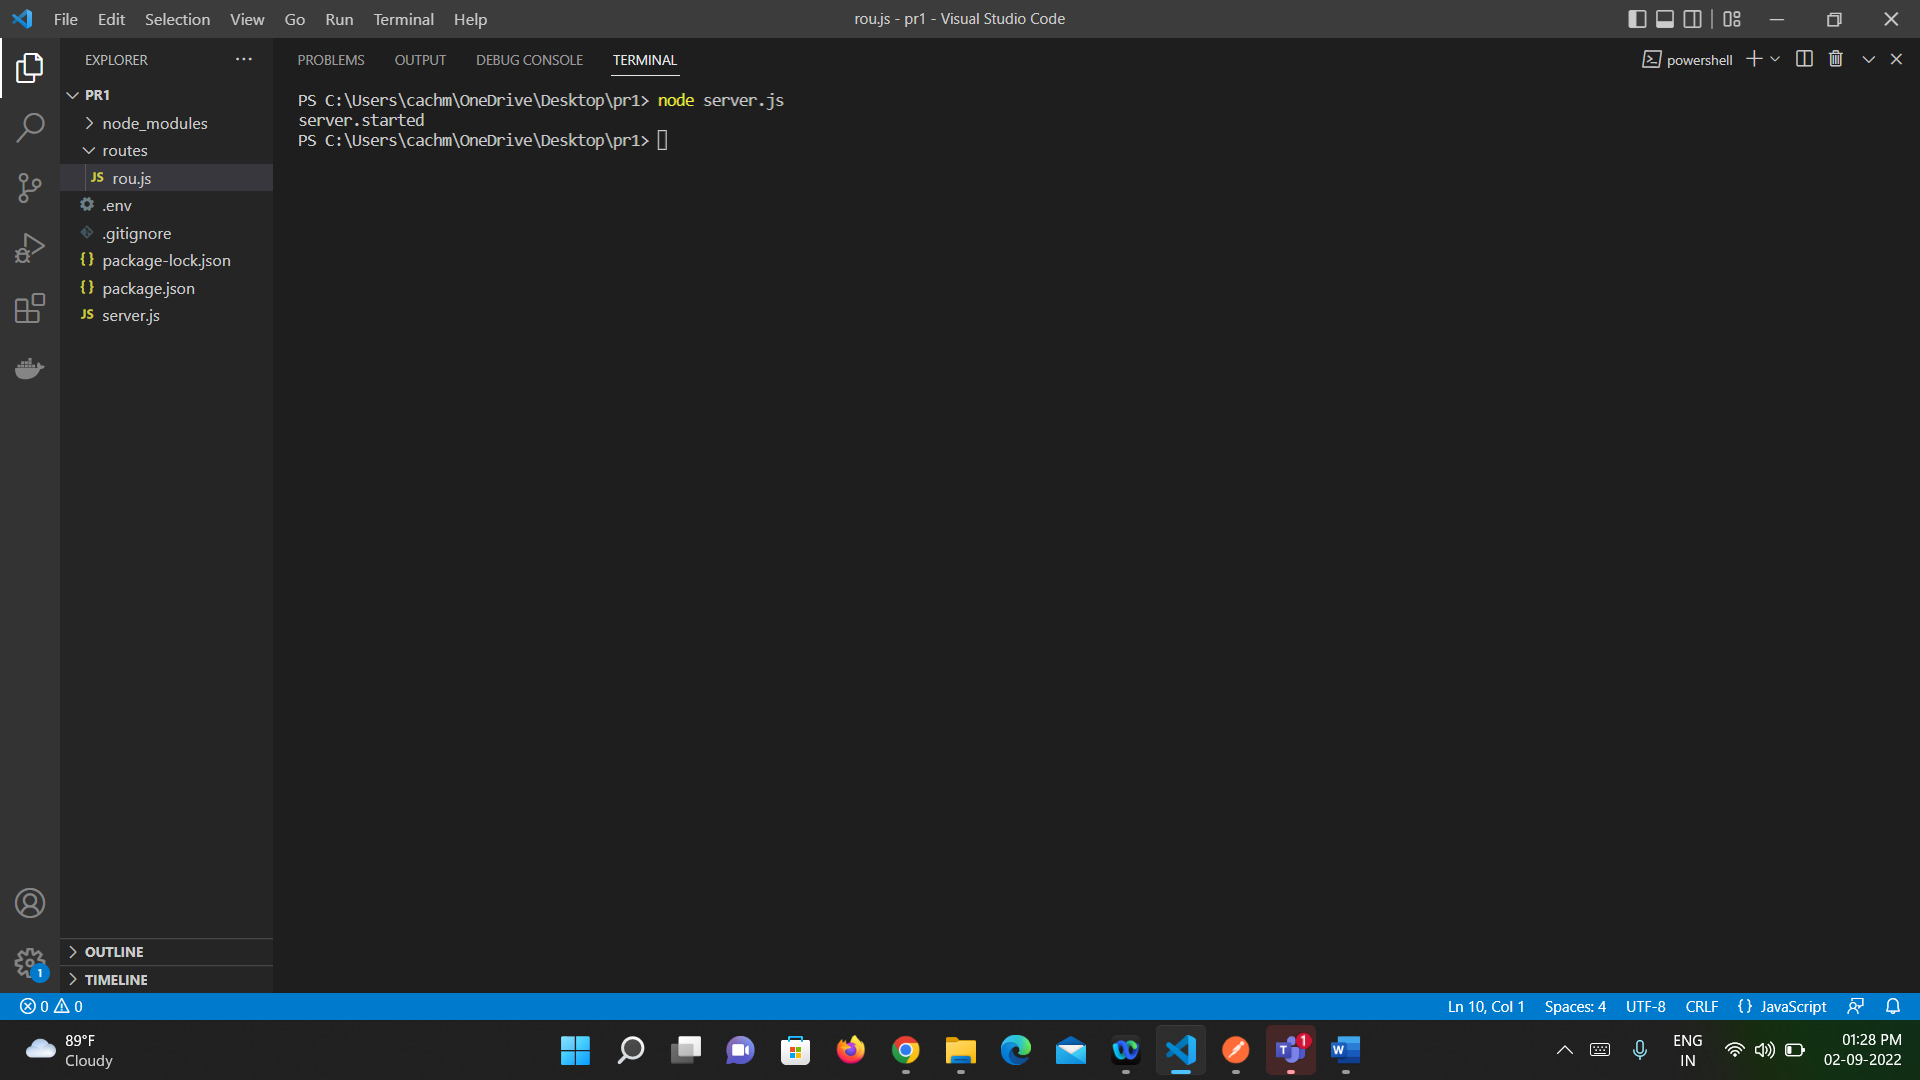 File Edit Selection View Go Run Terminal Help
rou.js - pr1 - Visual Studio Code
EXPLORER
PR1
node_modules
routes
JS rou.js
.env
.gitignore
{} package-lock.json
{} package.json
JS server.js
OUTLINE
TIMELINE
PROBLEMS OUTPUT DEBUG CONSOLE TERMINAL
powershell
PS C:\Users\cachm\OneDrive\Desktop\pr1> node server.js
server.started
PS C:\Users\cachm\OneDrive\Desktop\pr1>
1
0 0
Ln 10, Col 1 Spaces: 4 UTF-8 CRLF {} JavaScript
89°F
Cloudy
T 1
W
ENG
IN
01:28 PM
02-09-2022